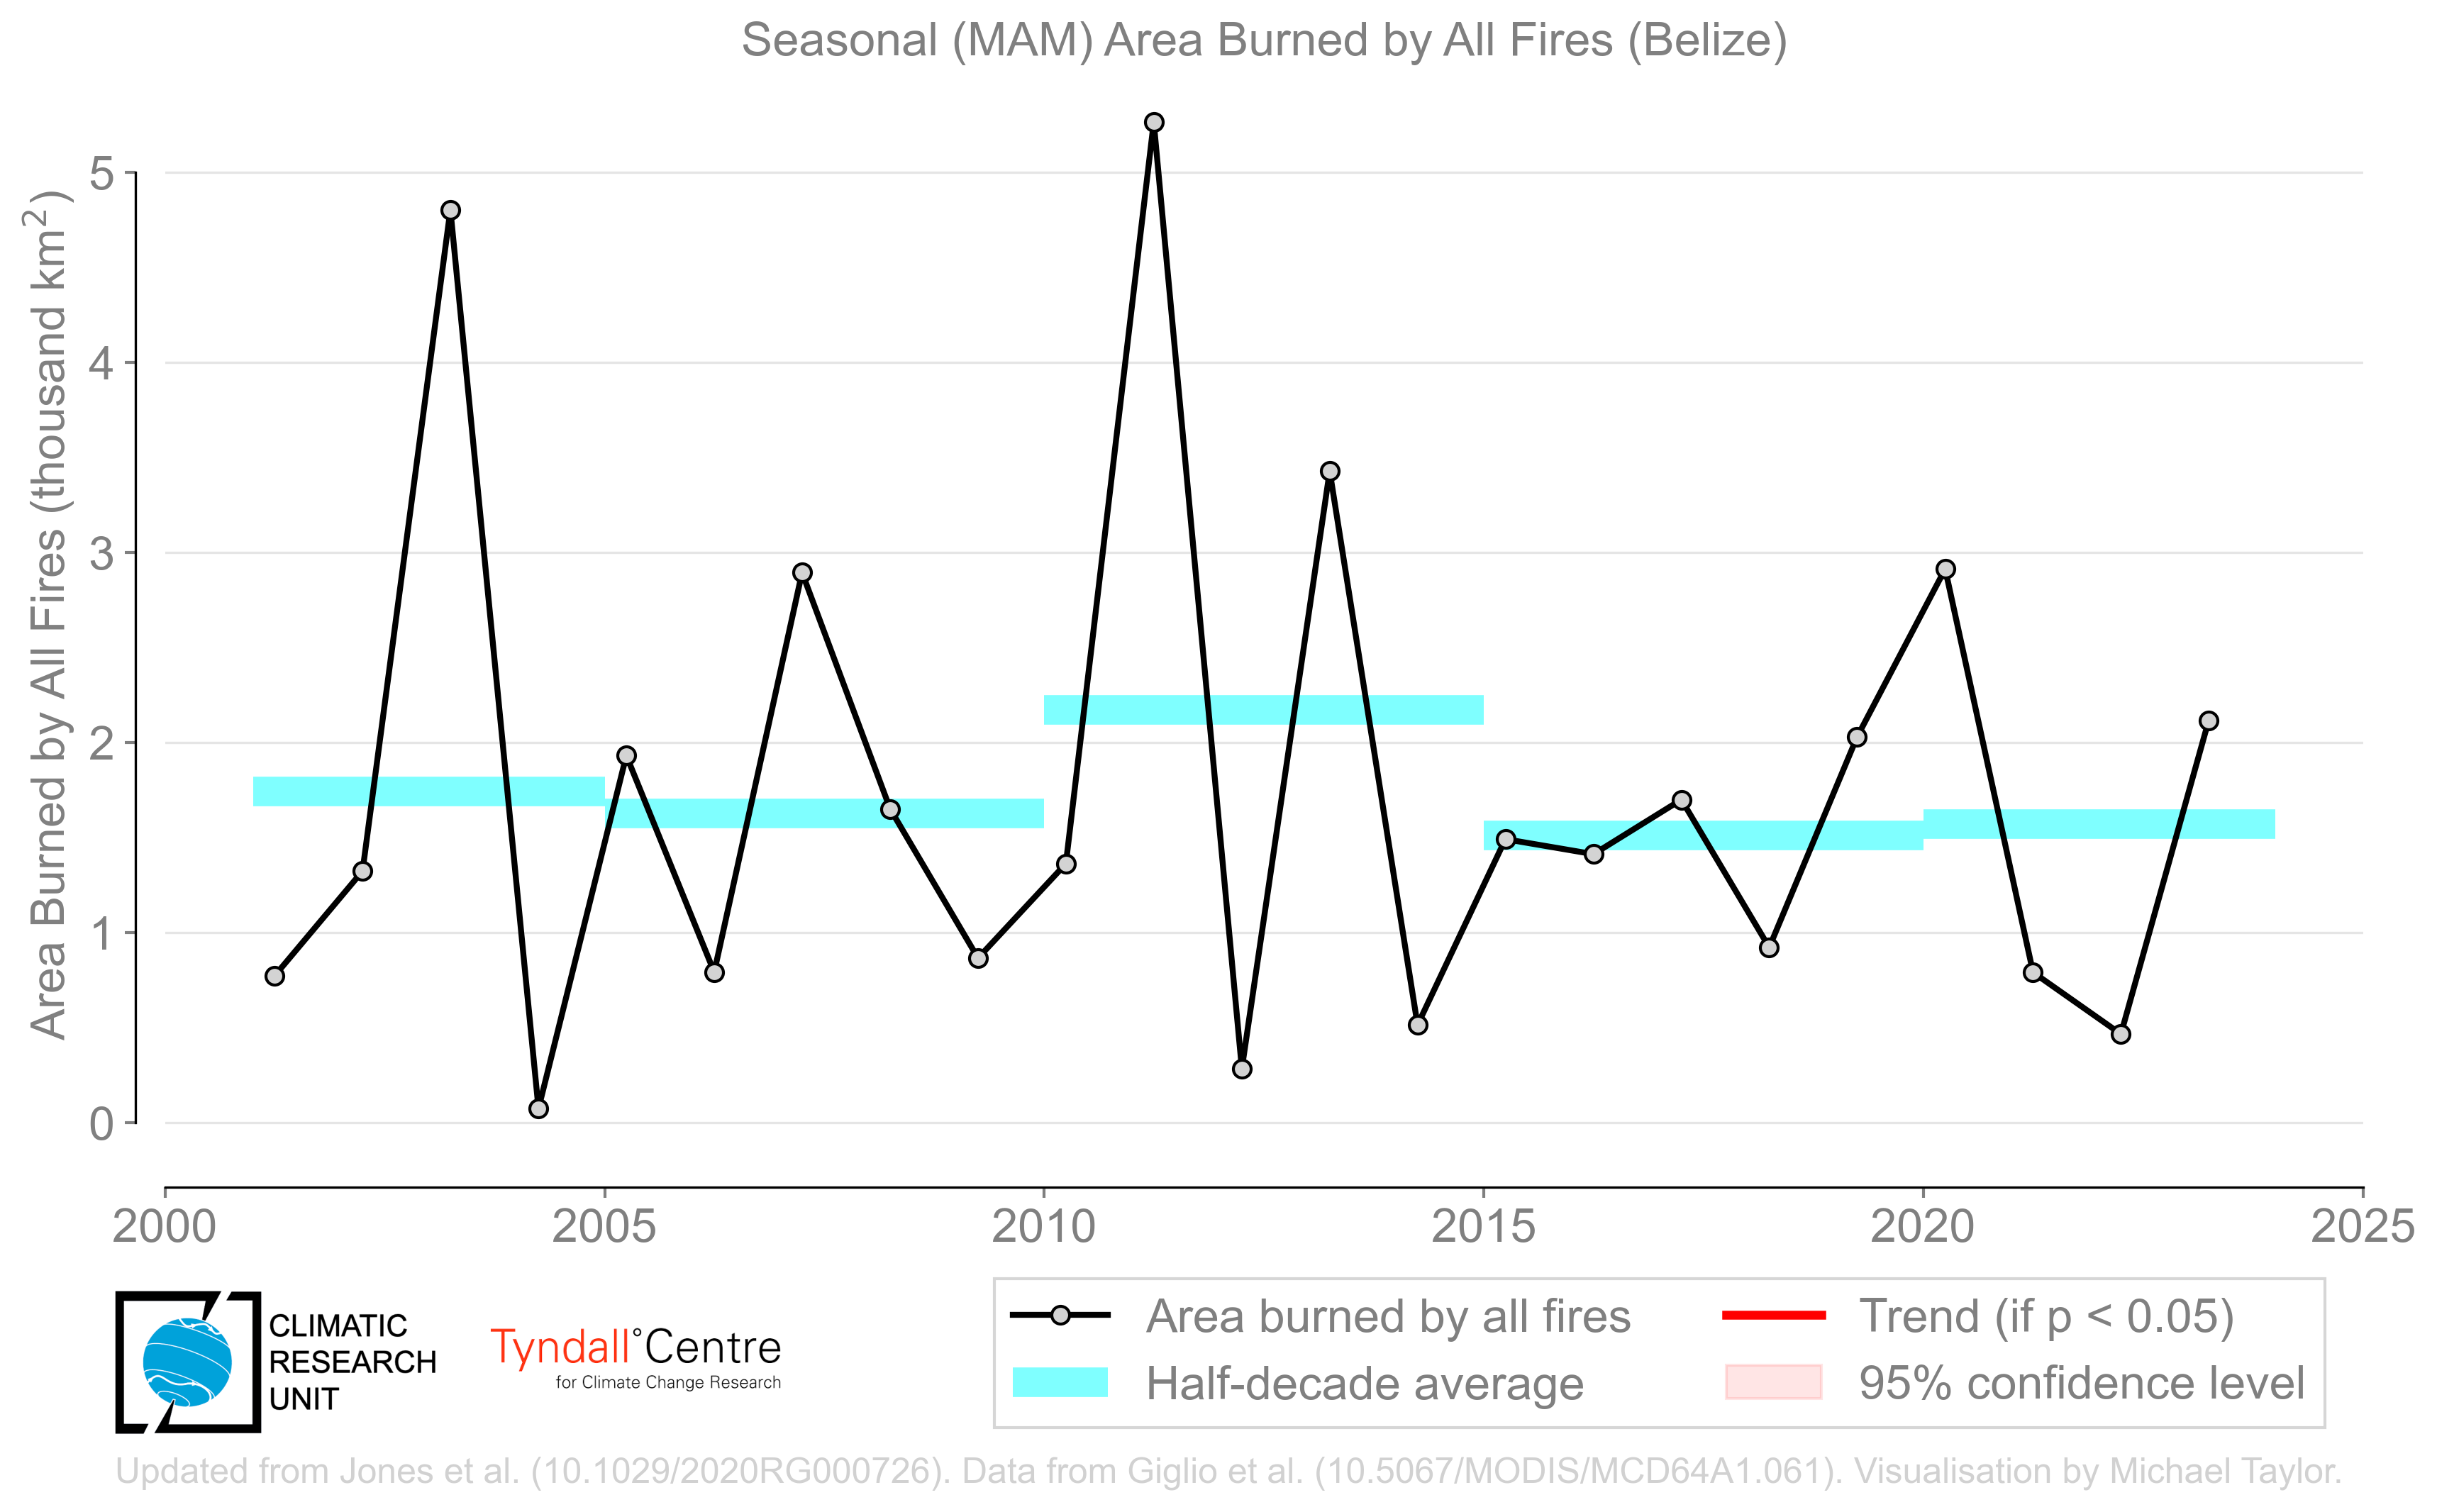 Seasonal (MAM) Area Burned by All Fires (Belize)
Area Burned by All Fires (thousand km²)
5
4
3
2
1
0
2000 2005 2010 2015 2020 2025
CLIMATIC
RESEARCH
UNIT
Tyndall°Centre
for Climate Change Research
Area burned by all fires
Half-decade average
Trend (if p < 0.05)
95% confidence level
Updated from Jones et al. (10.1029/2020RG000726). Data from Giglio et al. (10.5067/MODIS/MCD64A1.061). Visualisation by Michael Taylor.